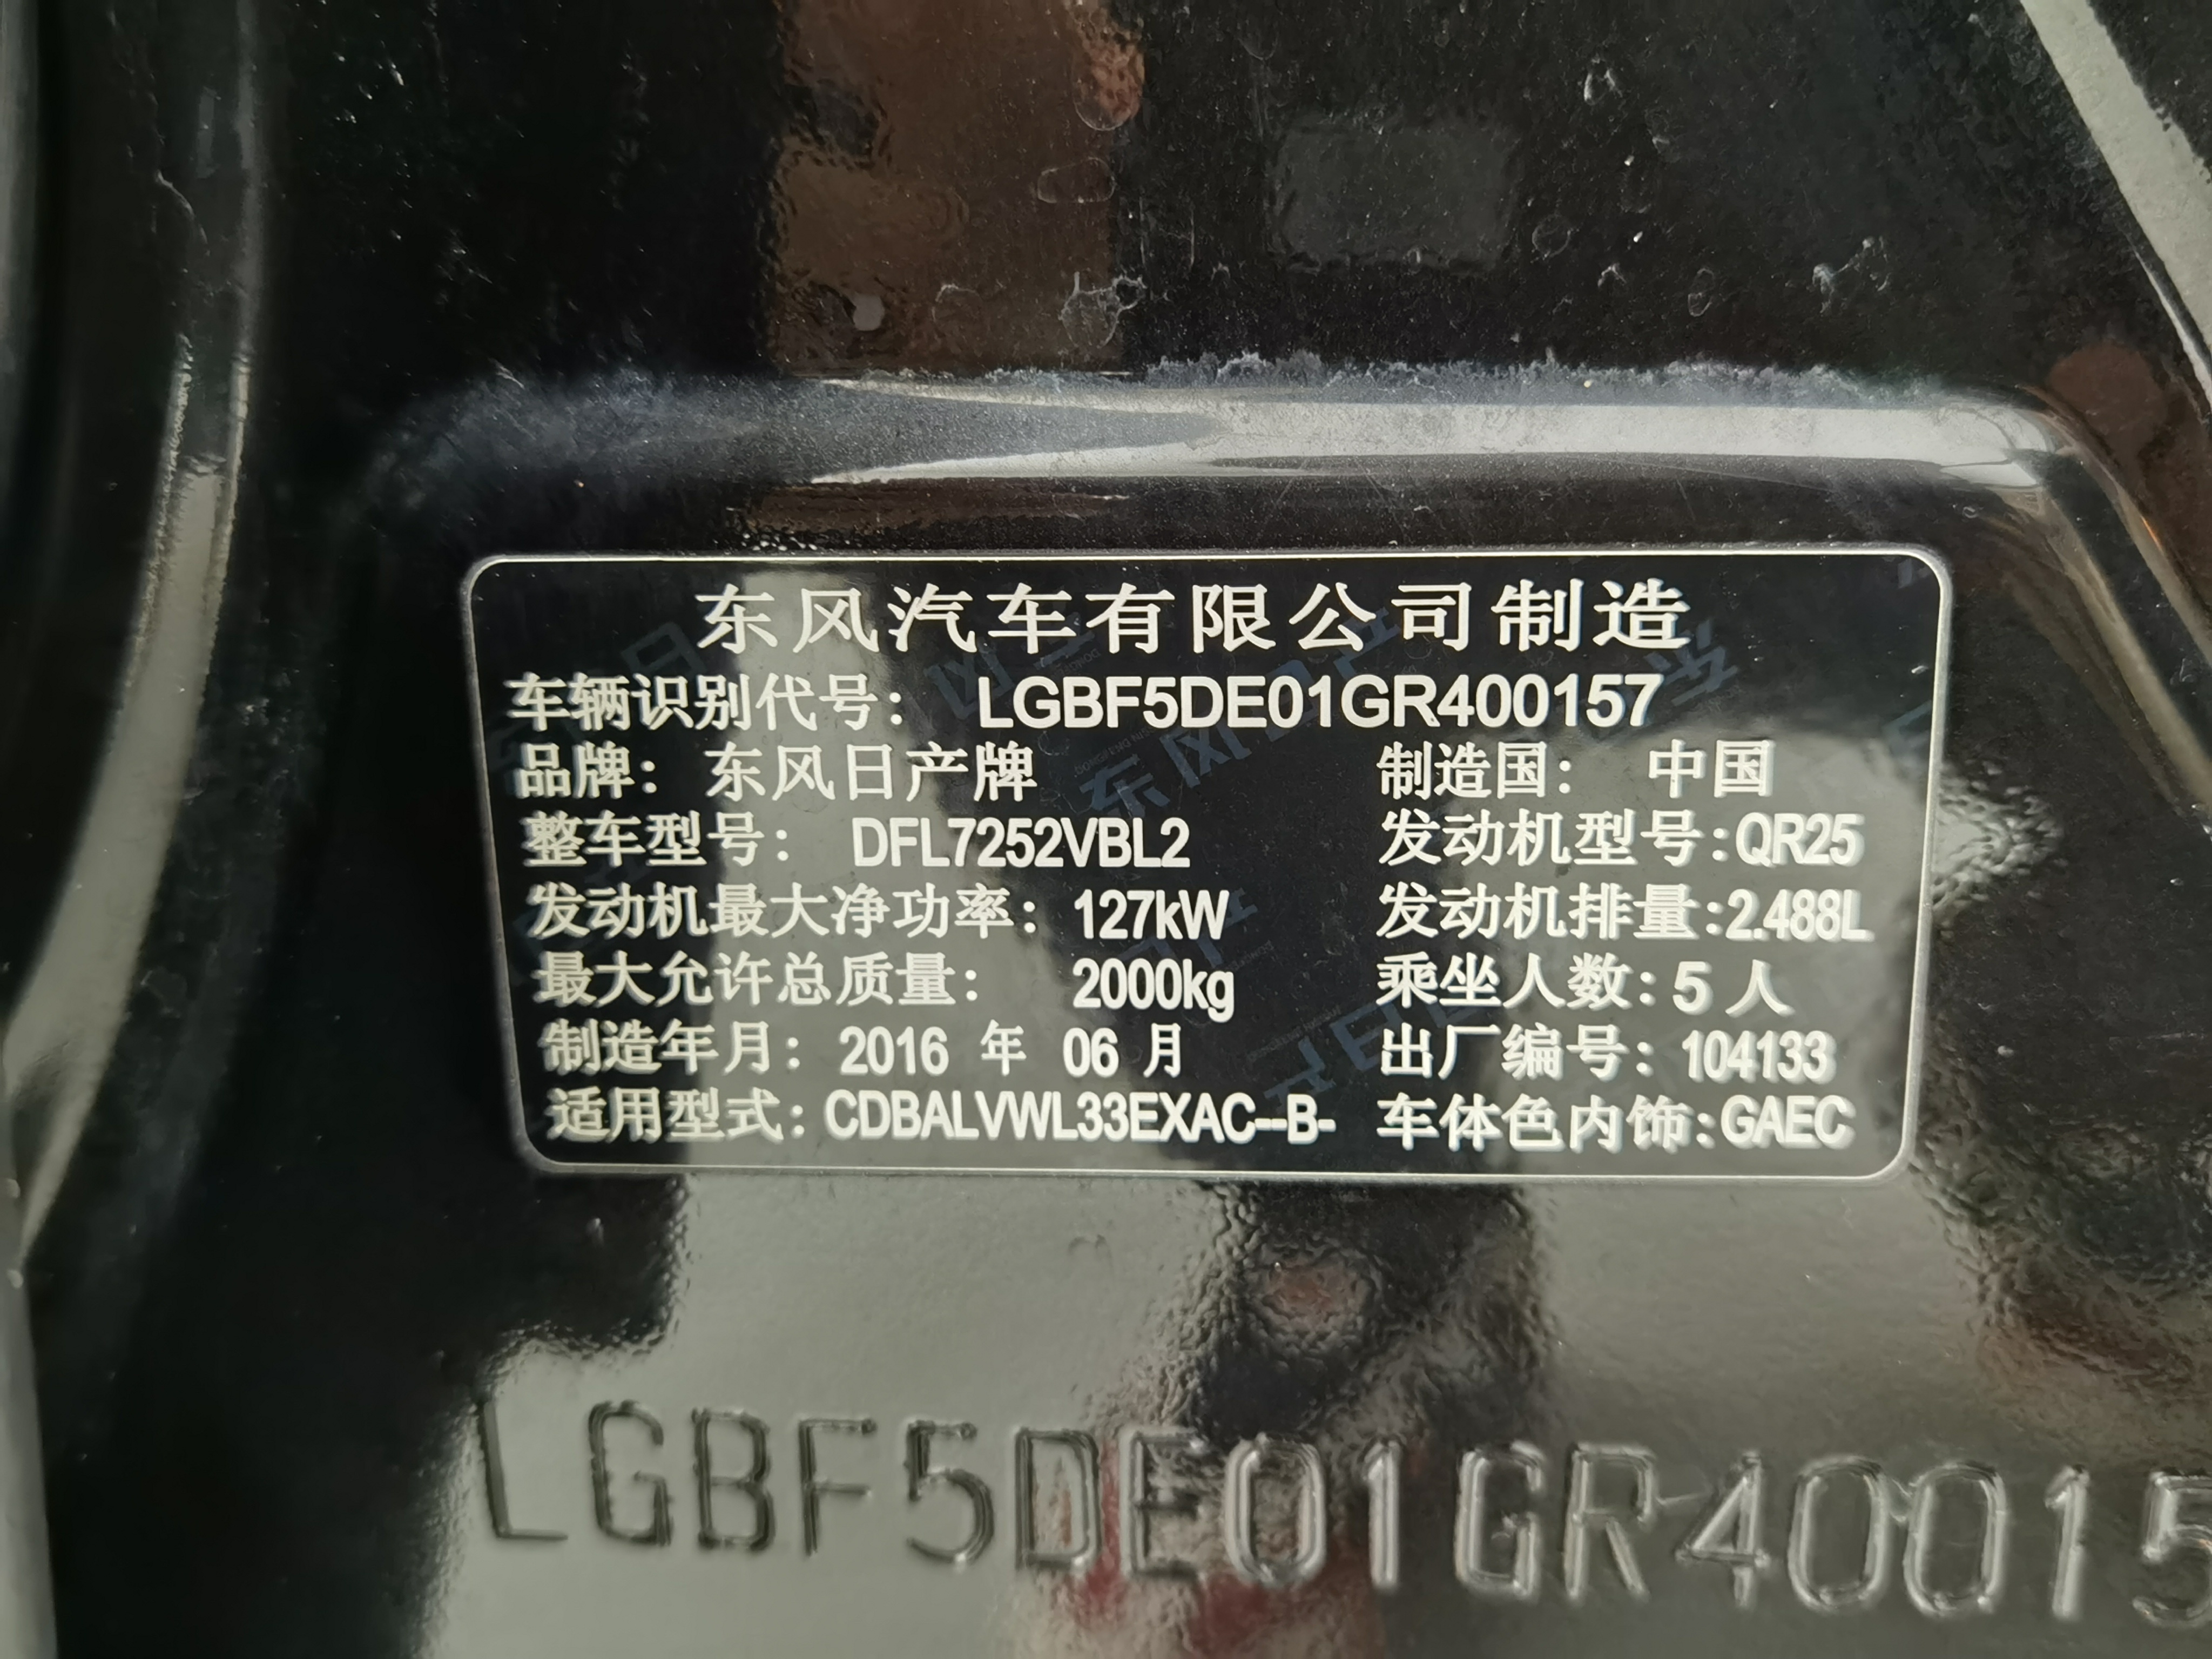 东风汽车有限公司制造
车辆识别代号： LGBF5DE01GR400157
品牌： 东风日产牌 制造国： 中国
整车型号： DFL7252VBL2 发动机型号:QR25
发动机最大净功率: 127kW 发动机排量:2.488L
最大允许总质量: 2000kg 乘坐人数:5 人
制造年月: 2016 年 06 月 出厂编号: 104133
适用型式: CDBALVWL33EXAC--B- 车体色内饰:GAEC
LGBF5DE01GR40015